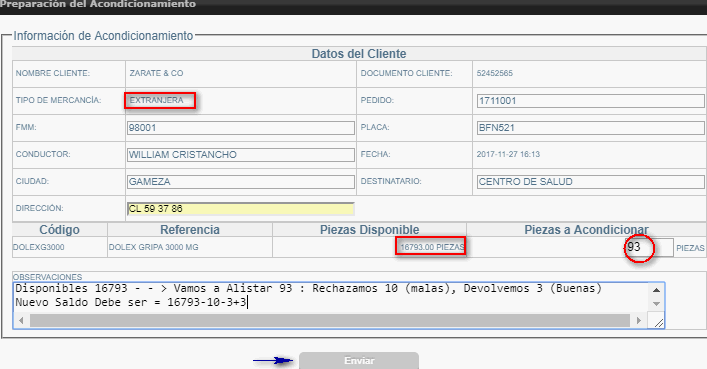 Preparación del Acondicionamiento
Información de Acondicionamiento
Datos del Cliente
NOMBRE CLIENTE: ZARATE & CO DOCUMENTO CLIENTE: 52452565
TIPO DE MERCANCÍA: EXTRANJERA PEDIDO: 1711001
FMM: 98001 PLACA: BFN521
CONDUCTOR: WILLIAM CRISTANCHO FECHA: 2017-11-27 16:13
CIUDAD: GAMEZA DESTINATARIO: CENTRO DE SALUD
DIRECCIÓN: CL 59 37 86
Código Referencia Piezas Disponible Piezas a Acondicionar
DOLEXG3000 DOLEX GRIPA 3000 MG 16793.00 PIEZAS 93 PIEZAS
OBSERVACIONES
Disponibles 16793 - - > Vamos a Alistar 93 : Rechazamos 10 (malas), Devolvemos 3 (Buenas)
Nuevo Saldo Debe ser = 16793-10-3+3
Enviar